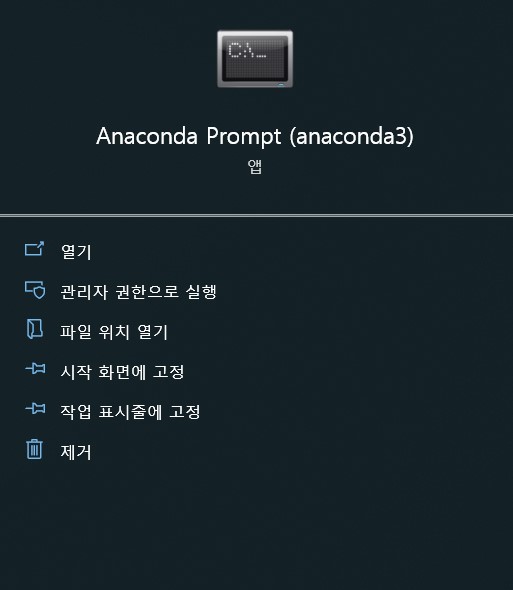 C:\_
Anaconda Prompt (anaconda3)
앱
열기
관리자 권한으로 실행
파일 위치 열기
시작 화면에 고정
작업 표시줄에 고정
제거